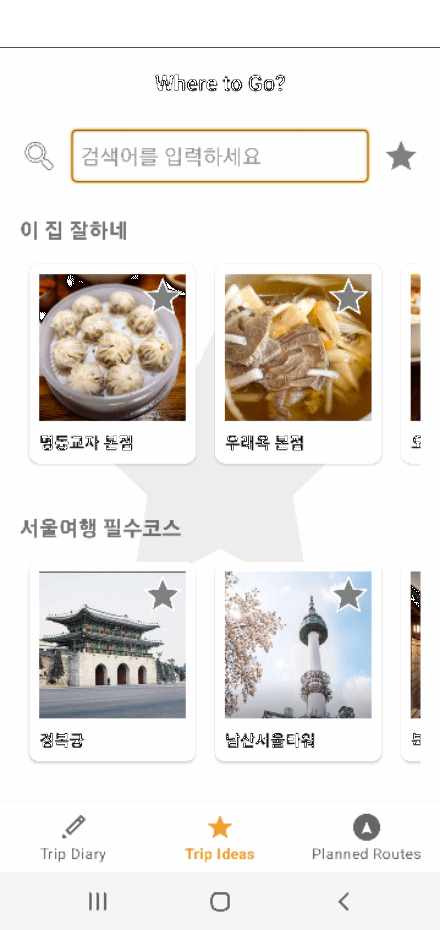 Where to Go?
검색어를 입력하세요
이 집 잘하네
명동교자 본점
우래옥 본점
서울여행 필수코스
경복궁
남산서울타워
Trip Diary
Trip Ideas
Planned Routes